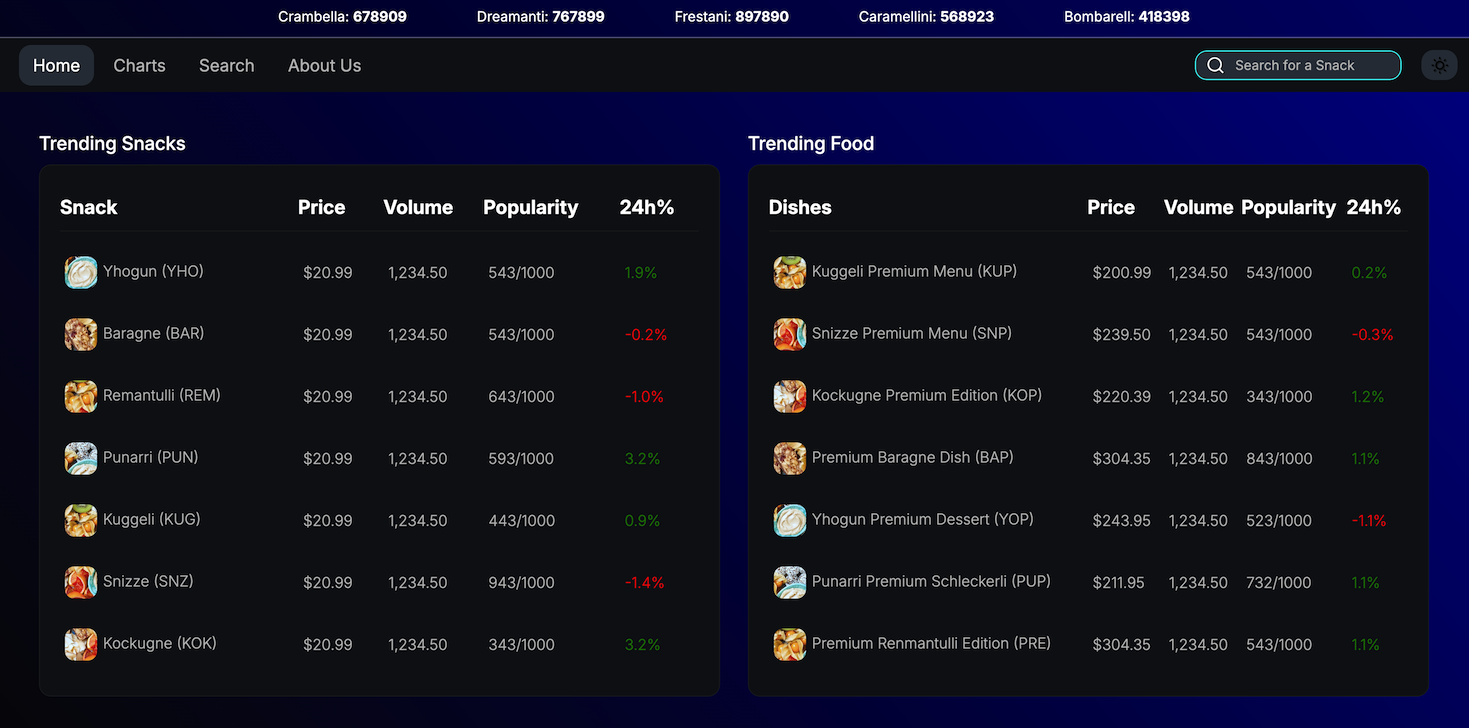 Crambella: 678909 Dreamanti: 767899 Frestani: 897890 Caramellini: 568923 Bombarell: 418398
Home Charts Search About Us Search for a Snack
Trending Snacks
Snack Price Volume Popularity 24h%
Yhogun (YHO) $20.99 1,234.50 543/1000 1.9%
Baragne (BAR) $20.99 1,234.50 543/1000 -0.2%
Remantulli (REM) $20.99 1,234.50 643/1000 -1.0%
Punarri (PUN) $20.99 1,234.50 593/1000 3.2%
Kuggeli (KUG) $20.99 1,234.50 443/1000 0.9%
Snizze (SNZ) $20.99 1,234.50 943/1000 -1.4%
Kockugne (KOK) $20.99 1,234.50 343/1000 3.2%
Trending Food
Dishes Price Volume Popularity 24h%
Kuggeli Premium Menu (KUP) $200.99 1,234.50 543/1000 0.2%
Snizze Premium Menu (SNP) $239.50 1,234.50 543/1000 -0.3%
Kockugne Premium Edition (KOP) $220.39 1,234.50 343/1000 1.2%
Premium Baragne Dish (BAP) $304.35 1,234.50 843/1000 1.1%
Yhogun Premium Dessert (YOP) $243.95 1,234.50 523/1000 -1.1%
Punarri Premium Schleckerli (PUP) $211.95 1,234.50 732/1000 1.1%
Premium Renmantulli Edition (PRE) $304.35 1,234.50 543/1000 1.1%